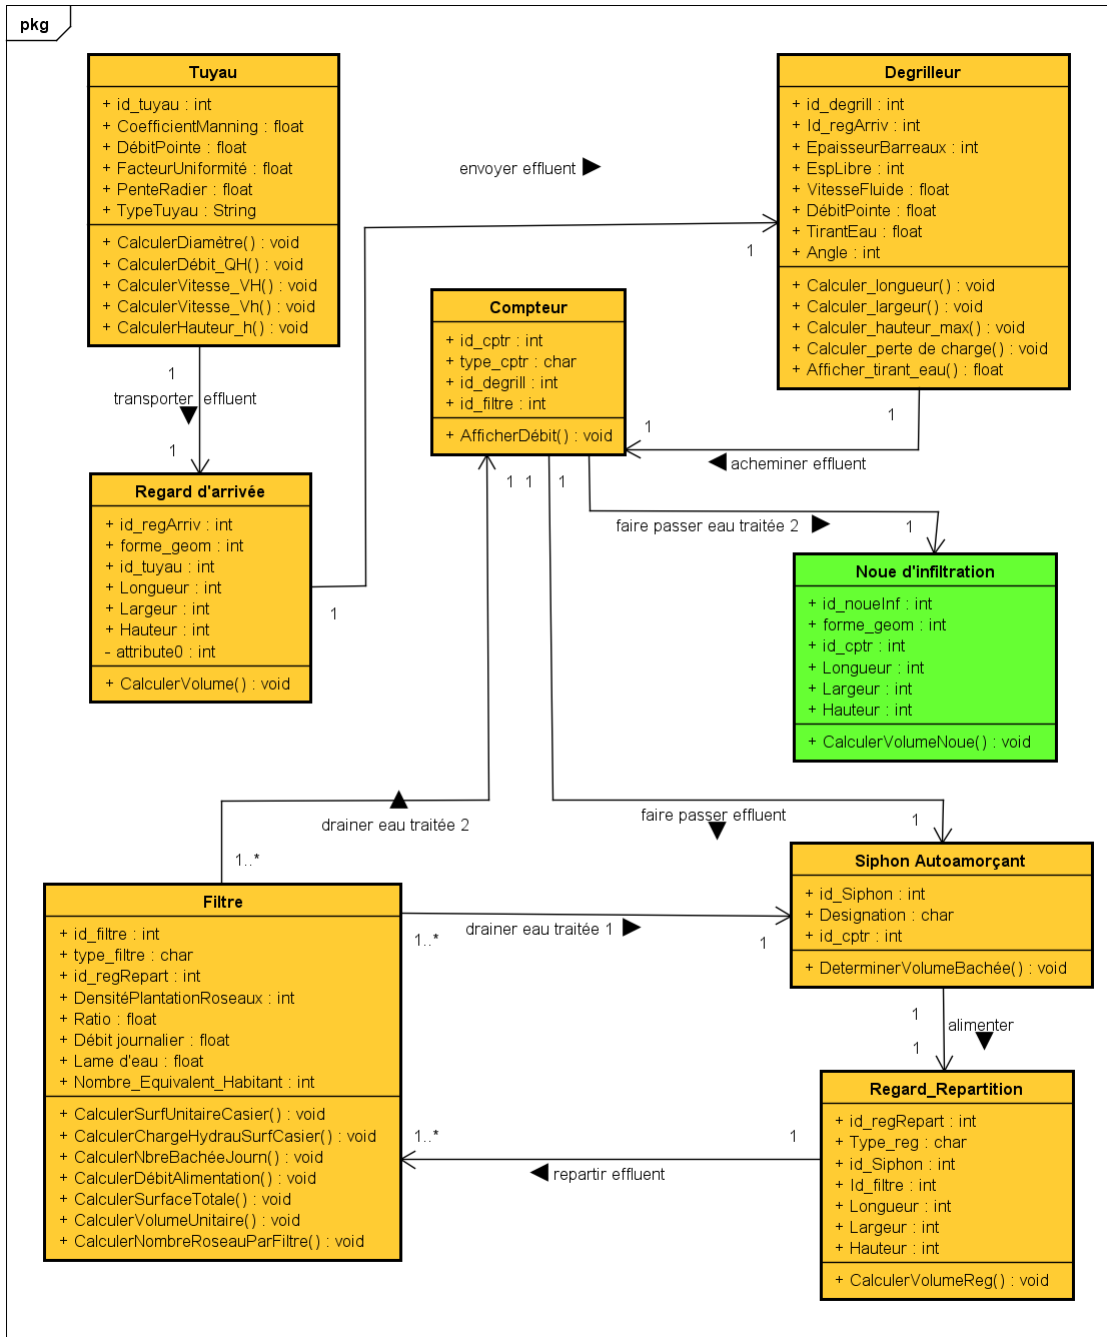 pkg
Tuyau
+ id_tuyau : int
+ CoefficientManning : float
+ DébitPointe : float
+ FacteurUniformité : float
+ PenteRadier : float
+ TypeTuyau : String
+ CalculerDiamètre() : void
+ CalculerDébit_QH() : void
+ CalculerVitesse_VH() : void
+ CalculerVitesse_Vh() : void
+ CalculerHauteur_h() : void
Degrilleur
+ id_degrill : int
+ Id_regArriv : int
+ EpaisseurBarreaux : int
+ EspLibre : int
+ VitesseFluide : float
+ DébitPointe : float
+ TirantEau : float
+ Angle : int
+ Calculer_longueur() : void
+ Calculer_largeur() : void
+ Calculer_hauteur_max() : void
+ Calculer_perte de charge() : void
+ Afficher_tirant_eau() : float
envoyer effluent
1
Compteur
+ id_cptr : int
+ type_cptr : char
+ id_degrill : int
+ id_filtre : int
+ AfficherDébit() : void
1
transporter effluent
1
1
1
acheminer effluent
Regard d'arrivée
+ id_regArriv : int
+ forme_geom : int
+ id_tuyau : int
+ Longueur : int
+ Largeur : int
+ Hauteur : int
- attribute0 : int
+ CalculerVolume() : void
1
1 1 1
faire passer eau traitée 2
1
Noue d'infiltration
+ id_noueInf : int
+ forme_geom : int
+ id_cptr : int
+ Longueur : int
+ Largeur : int
+ Hauteur : int
+ CalculerVolumeNoue() : void
drainer eau traitée 2
1..*
faire passer effluent
1
Siphon Autoamorçant
+ id_Siphon : int
+ Designation : char
+ id_cptr : int
+ DeterminerVolumeBachée() : void
Filtre
+ id_filtre : int
+ type_filtre : char
+ id_regRepart : int
+ DensitéPlantationRoseaux : int
+ Ratio : float
+ Débit journalier : float
+ Lame d'eau : float
+ Nombre_Equivalent_Habitant : int
+ CalculerSurfUnitaireCasier() : void
+ CalculerChargeHydrauSurfCasier() : void
+ CalculerNbreBachéeJourn() : void
+ CalculerDébitAlimentation() : void
+ CalculerSurfaceTotale() : void
+ CalculerVolumeUnitaire() : void
+ CalculerNombreRoseauParFiltre() : void
1..*
drainer eau traitée 1
1
1
alimenter
1
Regard_Repartition
+ id_regRepart : int
+ Type_reg : char
+ id_Siphon : int
+ Id_filtre : int
+ Longueur : int
+ Largeur : int
+ Hauteur : int
+ CalculerVolumeReg() : void
1..*
1
repartir effluent